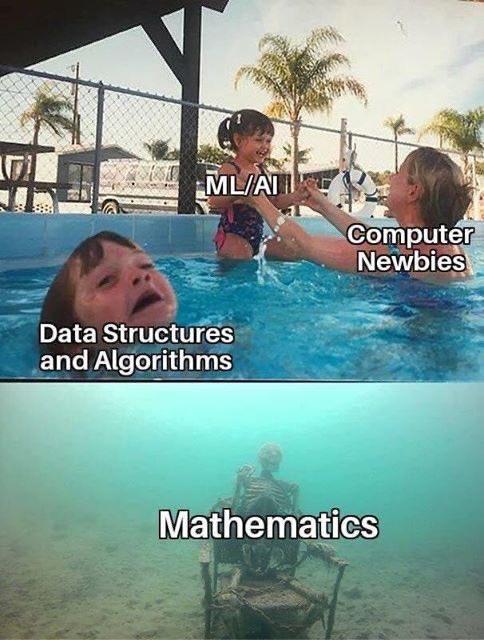 ML/AI
Computer
Newbies
Data Structures
and Algorithms
Mathematics